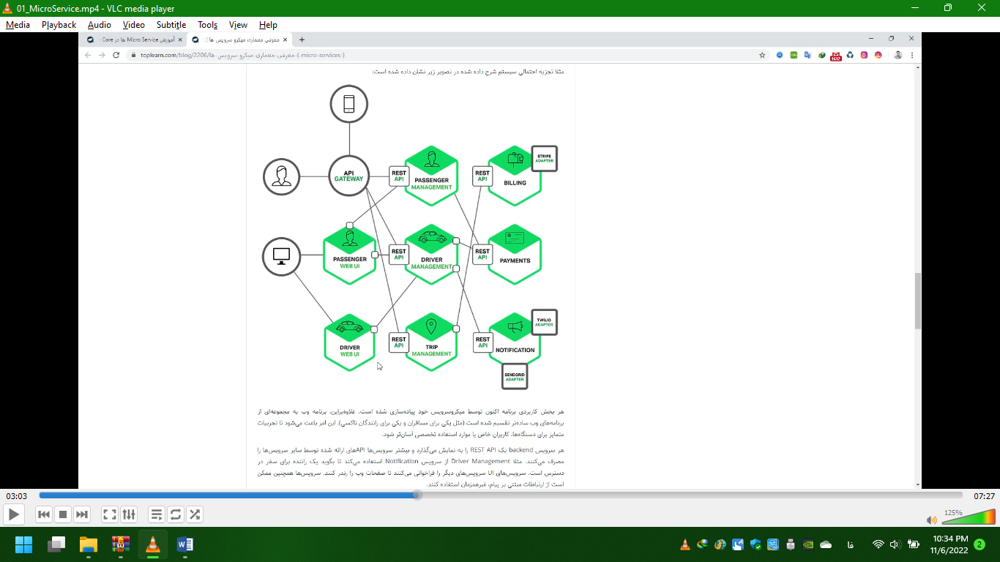 01_MicroService.mp4 - VLC media player
Media Playback Audio Video Subtitle Tools View Help
آموزش Micro Service ها در Core -
معرفی معماری میکرو سرویس ها (
toplearn.com/blog/2206/معرفی-معماری-میکرو-سرویس-ها-(-micro-services-)
1612
مثلا تجزیه احتمالی سیستم شرح داده شده در تصویر زیر نشان داده شده است:
API
GATEWAY
REST
API
PASSENGER
MANAGEMENT
REST
API
BILLING
STRIPE
ADAPTER
PASSENGER
WEB UI
REST
API
DRIVER
MANAGEMENT
REST
API
PAYMENTS
DRIVER
WEB UI
REST
API
TRIP
MANAGEMENT
REST
API
NOTIFICATION
TWILIO
ADAPTER
SENDGRID
ADAPTER
هر بخش کاربردی برنامه اکنون توسط میکروسرویس خود پیاده‌سازی شده است. علاوه‌براین، برنامه وب به مجموعه‌ای از
برنامه‌های وب ساده‌تر تقسیم شده است (مثل یکی برای مسافران و یکی برای رانندگان تاکسی). این امر باعث می‌شود تا تجربیات
متمایز برای دستگاه‌ها، کاربران خاص یا موارد استفاده تخصصی آسان‌تر شود.
هر سرویس backend یک REST API را به نمایش می‌گذارد و بیشتر سرویس‌ها APIهای ارائه شده توسط سایر سرویس‌ها را
مصرف می‌کنند. مثلا Driver Management از سرویس Notification استفاده می‌کند تا بگوید یک راننده برای سفر در
دسترس است. سرویس‌های UI سرویس‌های دیگر را فراخوانی می‌کنند تا صفحات وب را رندر کنند. سرویس‌ها همچنین ممکن
است از ارتباطات مبتنی بر پیام، غیرهمزمان استفاده کنند.
03:03
07:27
125%
فا
10:34 PM
11/6/2022
2